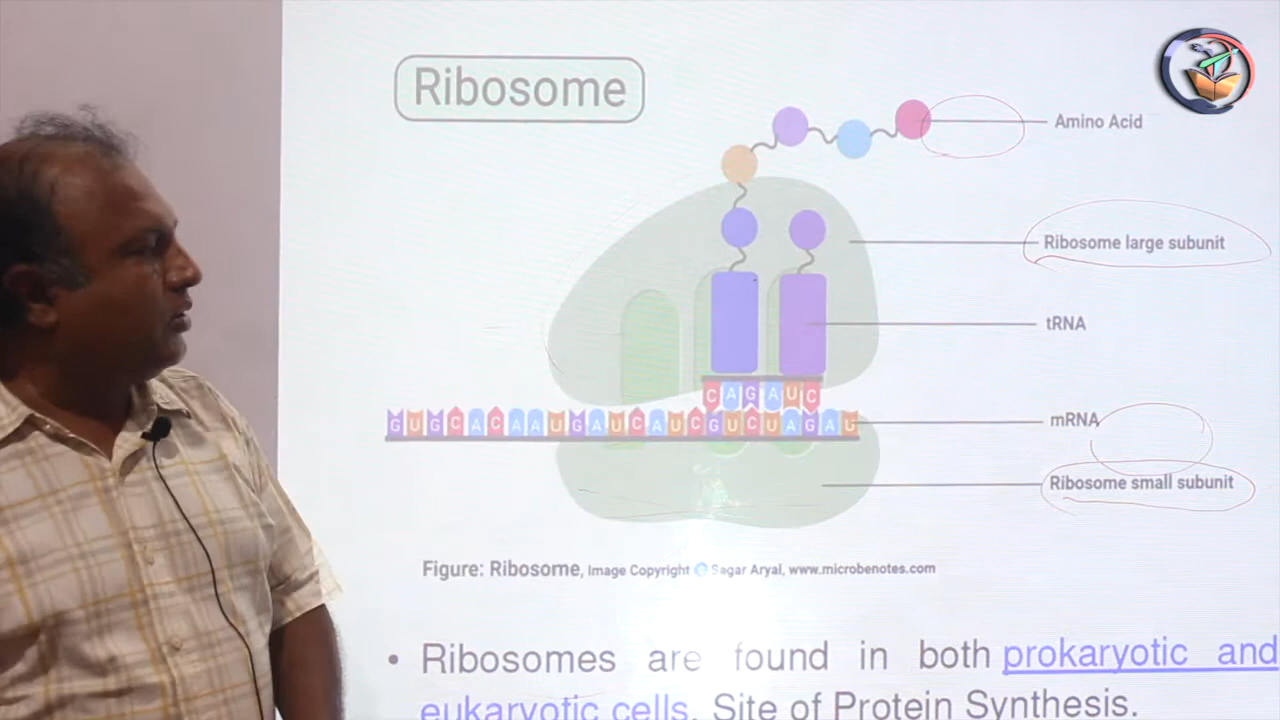 Ribosome
Amino Acid
Ribosome large subunit
tRNA
CAGAUC
GUGCACAAUGAUCAUCGUCUAGAU
mRNA
Ribosome small subunit
Figure: Ribosome, Image Copyright © Sagar Aryal, www.microbenotes.com
• Ribosomes are found in both prokaryotic and
eukaryotic cells. Site of Protein Synthesis.